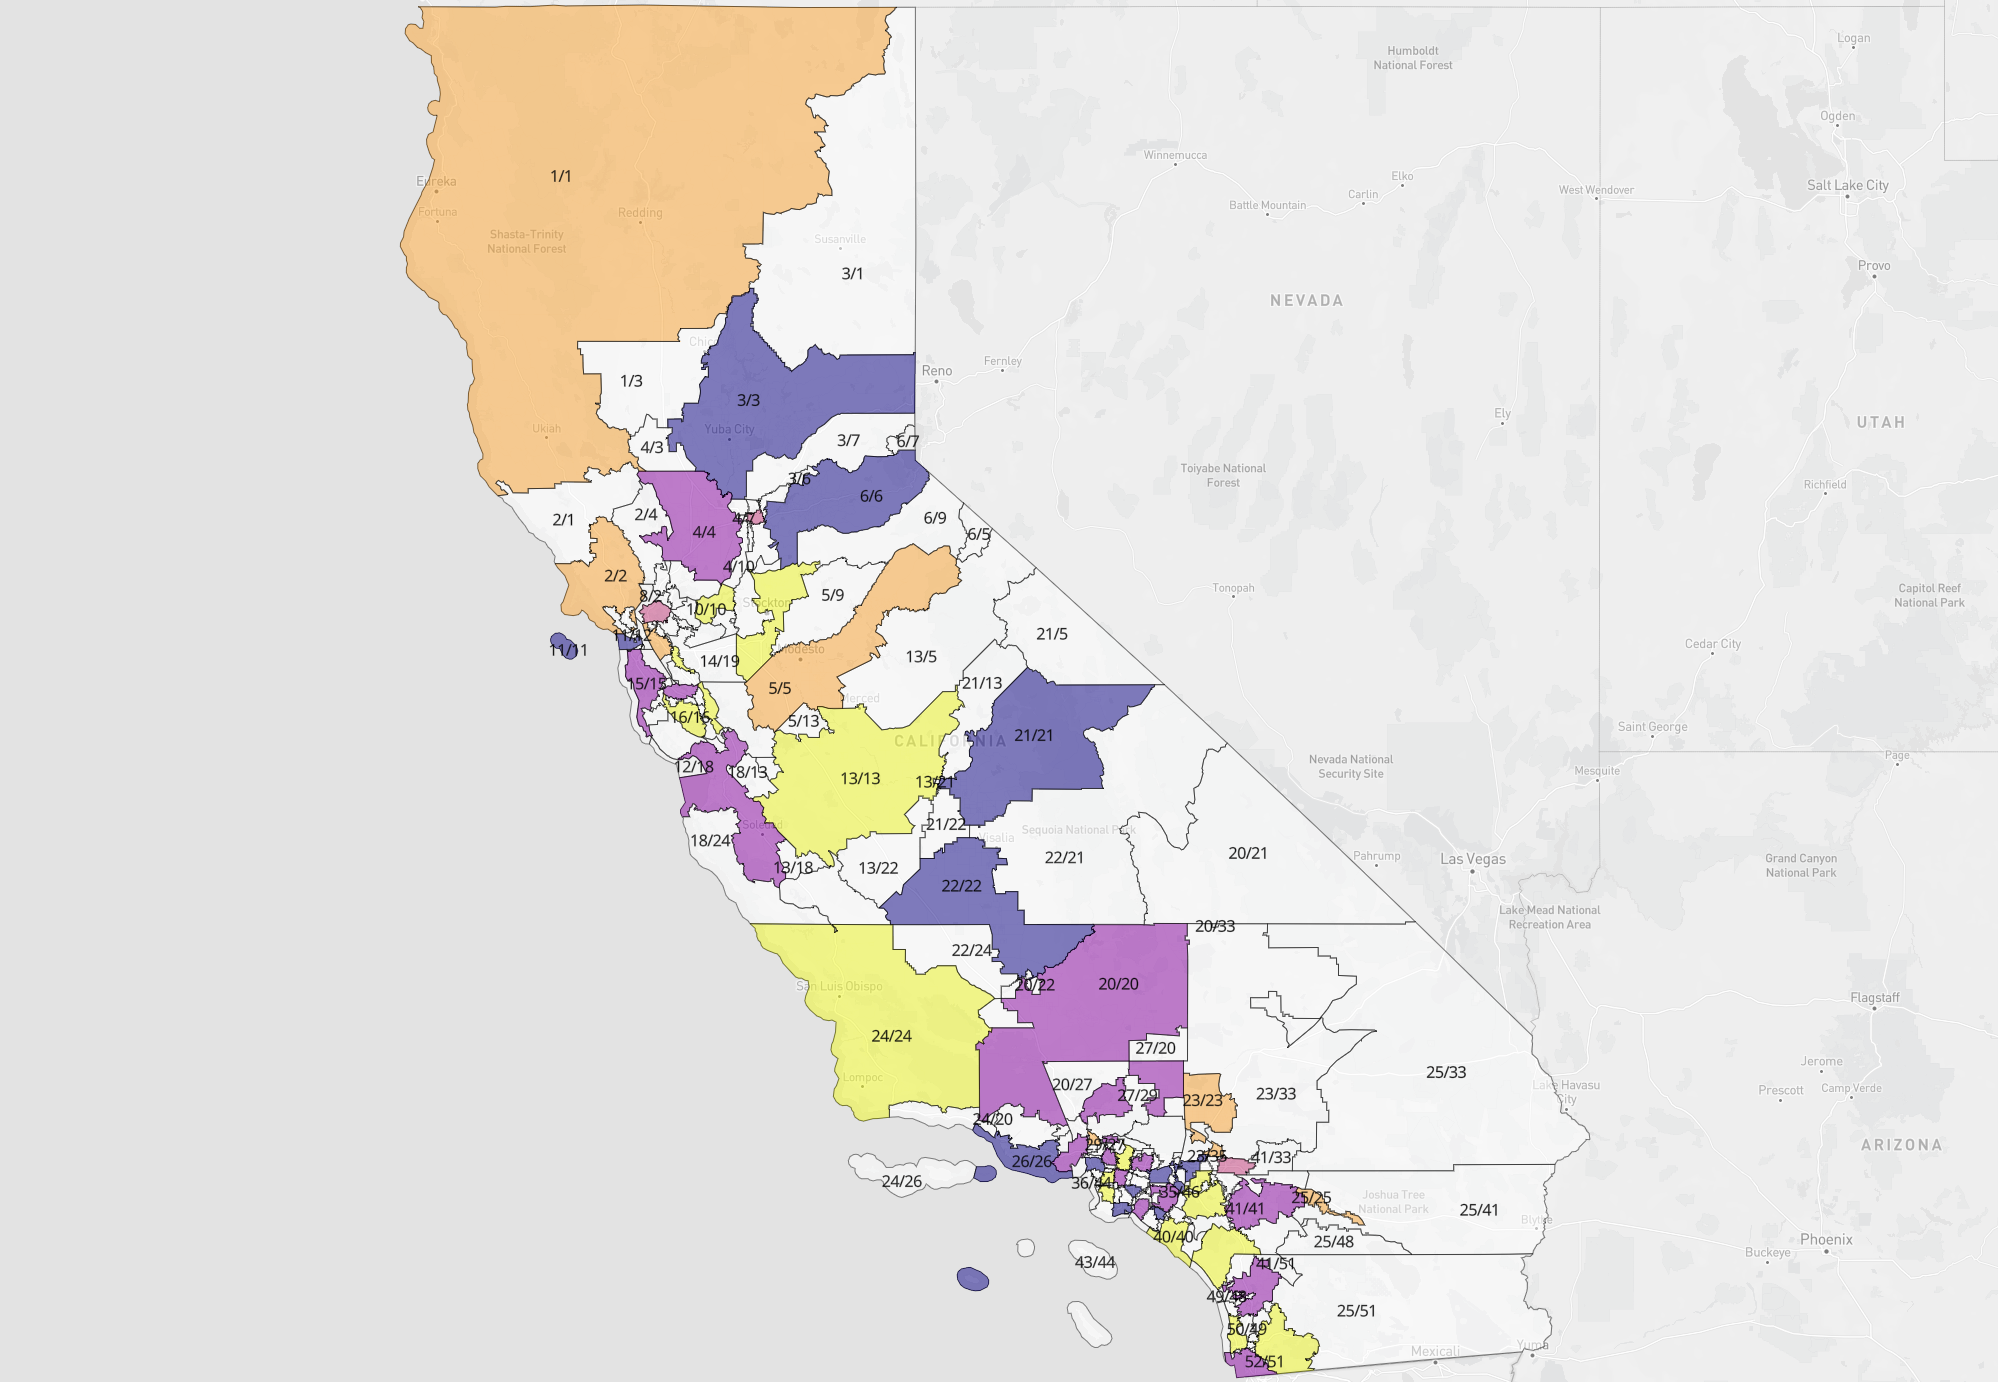 Humboldt
National Forest
Logan
Ogden
Winnemucca
Elko
Carlin
West Wendover
Salt Lake City
Battle Mountain
1/1
Eureka
Fortuna
Redding
Shasta-Trinity
National Forest
Susanville
3/1
Provo
NEVADA
Chico
Reno
Fernley
1/3
3/3
Ely
UTAH
Ukiah
Yuba City
4/3
3/7
6/7
Toiyabe National
Forest
3/6
6/6
Richfield
2/1
2/4
4/7
6/9
4/4
6/5
4/10
2/2
8/2
5/9
Tonopah
Capitol Reef
National Park
10/10
Stockton
11/12
11/11
21/5
Cedar City
14/19
Modesto
13/5
15/15
5/5
Merced
21/13
16/16
5/13
Saint George
CALIFORNIA
21/21
Page
12/18
18/13
13/13
13/21
Nevada National
Security Site
Mesquite
Soledad
21/22
Visalia
Sequoia National Park
18/24
22/21
20/21
Pahrump
Las Vegas
Grand Canyon
National Park
13/18
13/22
22/22
Lake Mead National
Recreation Area
20/33
22/24
San Luis Obispo
20/22
20/20
Flagstaff
24/24
27/20
Jerome
Lompoc
20/27
27/29
23/23
23/33
25/33
Lake Havasu
City
Prescott
Camp Verde
24/20
29/27
ARIZONA
26/26
23/35
41/33
24/26
36/44
35/46
25/25
Joshua Tree
National Park
41/41
25/41
Blythe
40/40
25/48
Phoenix
Buckeye
43/44
41/51
49/48
25/51
50/49
52/51
Mexicali
Yuma